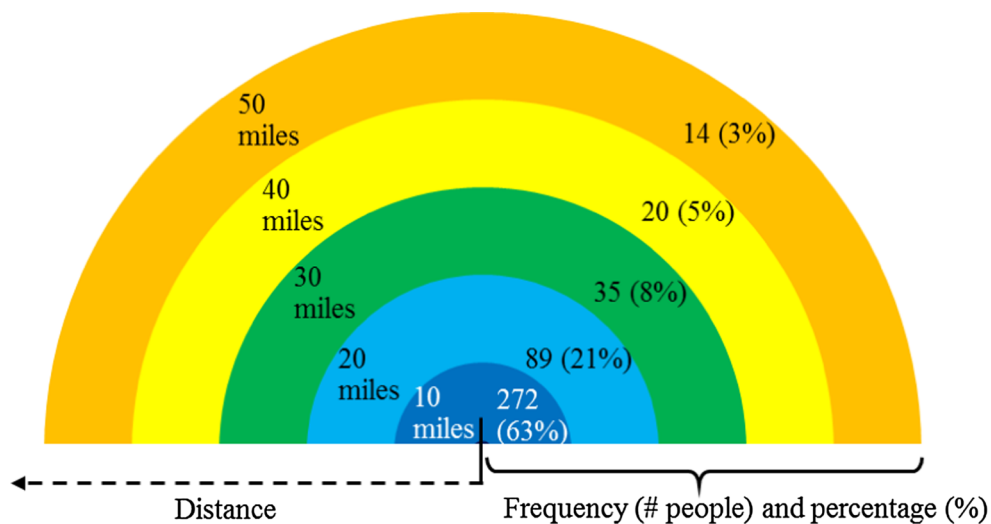 50
miles
14 (3%)
40
miles
20 (5%)
30
miles
35 (8%)
20
miles
89 (21%)
10
miles
272
(63%)
Distance
Frequency (# people) and percentage (%)